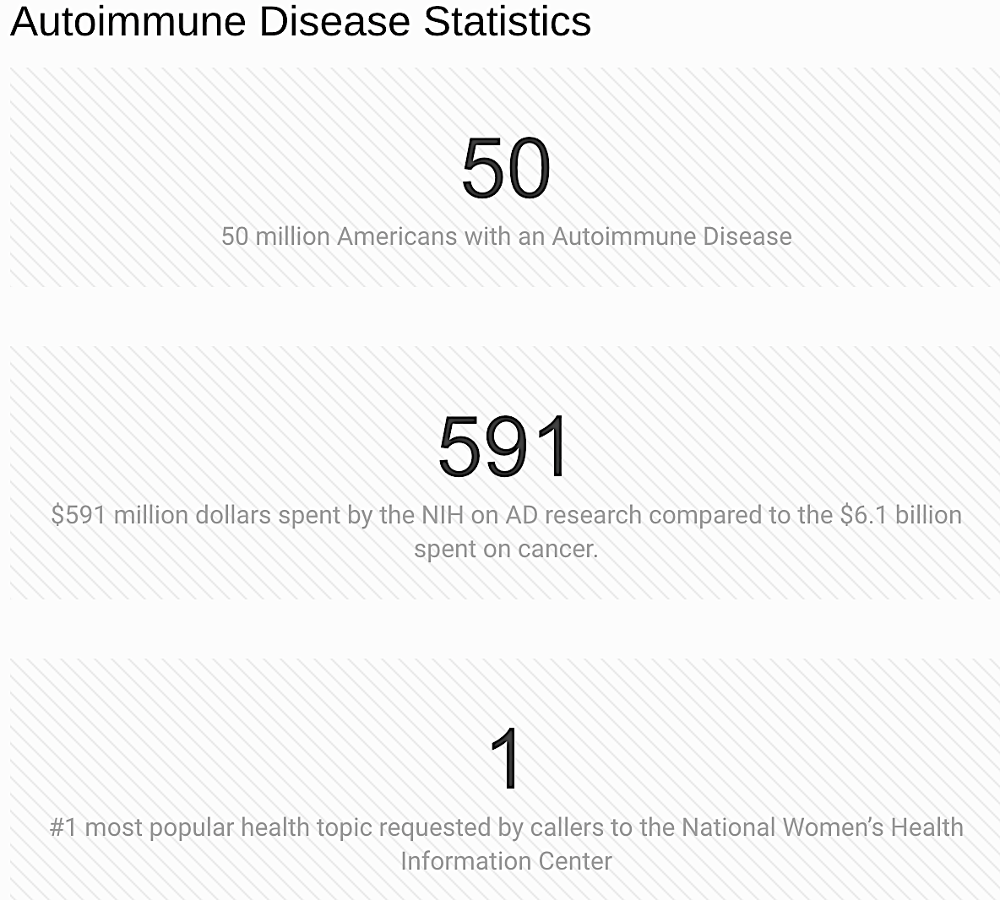 Autoimmune Disease Statistics
50
50 million Americans with an Autoimmune Disease
591
$591 million dollars spent by the NIH on AD research compared to the $6.1 billion
spent on cancer.
1
#1 most popular health topic requested by callers to the National Women’s Health
Information Center